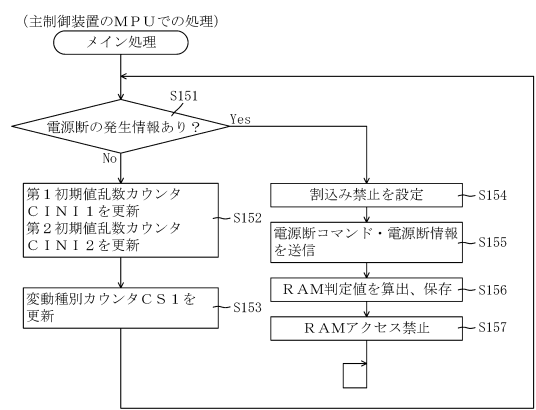 (主制御装置のMPUでの処理)
メイン処理
S151
電源断の発生情報あり?
Yes
No
第1初期値乱数カウンタ
CINI1を更新
第2初期値乱数カウンタ
CINI2を更新
S152
変動種別カウンタCS1を
更新
S153
割込み禁止を設定
S154
電源断コマンド・電源断情報
を送信
S155
RAM判定値を算出、保存
S156
RAMアクセス禁止
S157